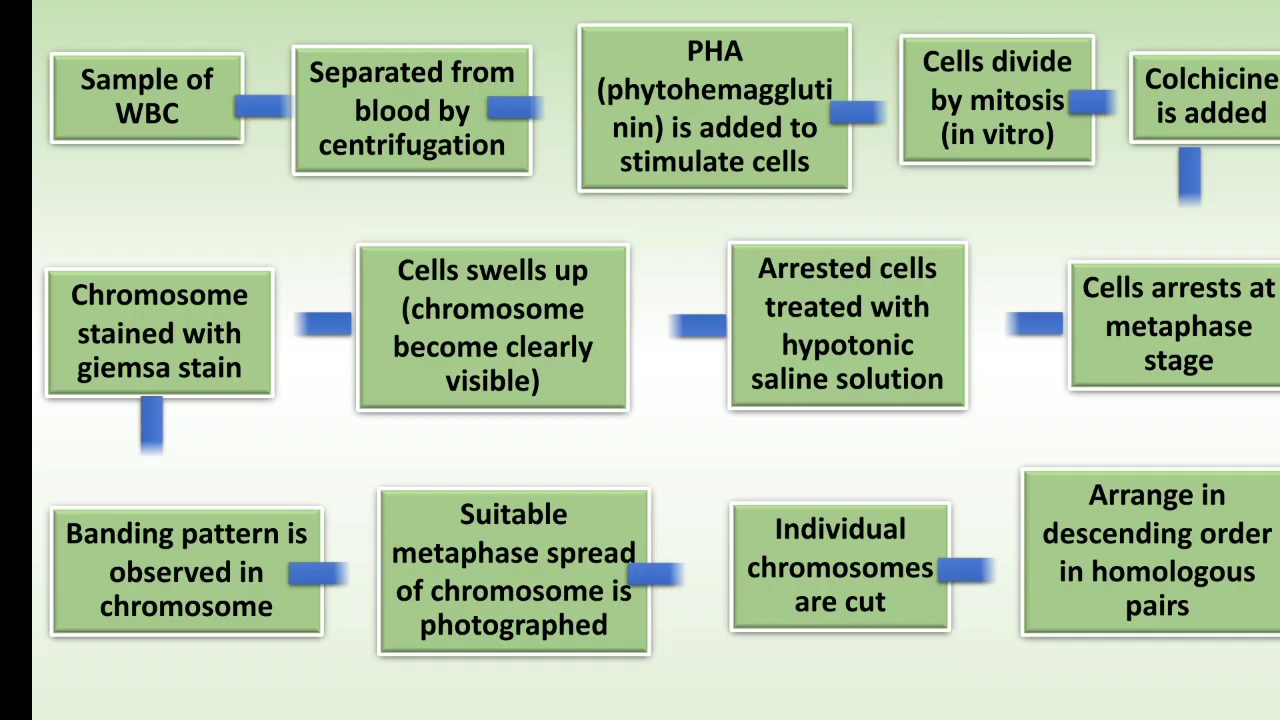 Sample of
WBC
Separated from
blood by
centrifugation
PHA
(phytohemaggluti
nin) is added to
stimulate cells
Cells divide
by mitosis
(in vitro)
Colchicine
is added
Cells arrests at
metaphase
stage
Arrested cells
treated with
hypotonic
saline solution
Cells swells up
(chromosome
become clearly
visible)
Chromosome
stained with
giemsa stain
Banding pattern is
observed in
chromosome
Suitable
metaphase spread
of chromosome is
photographed
Individual
chromosomes
are cut
Arrange in
descending order
in homologous
pairs